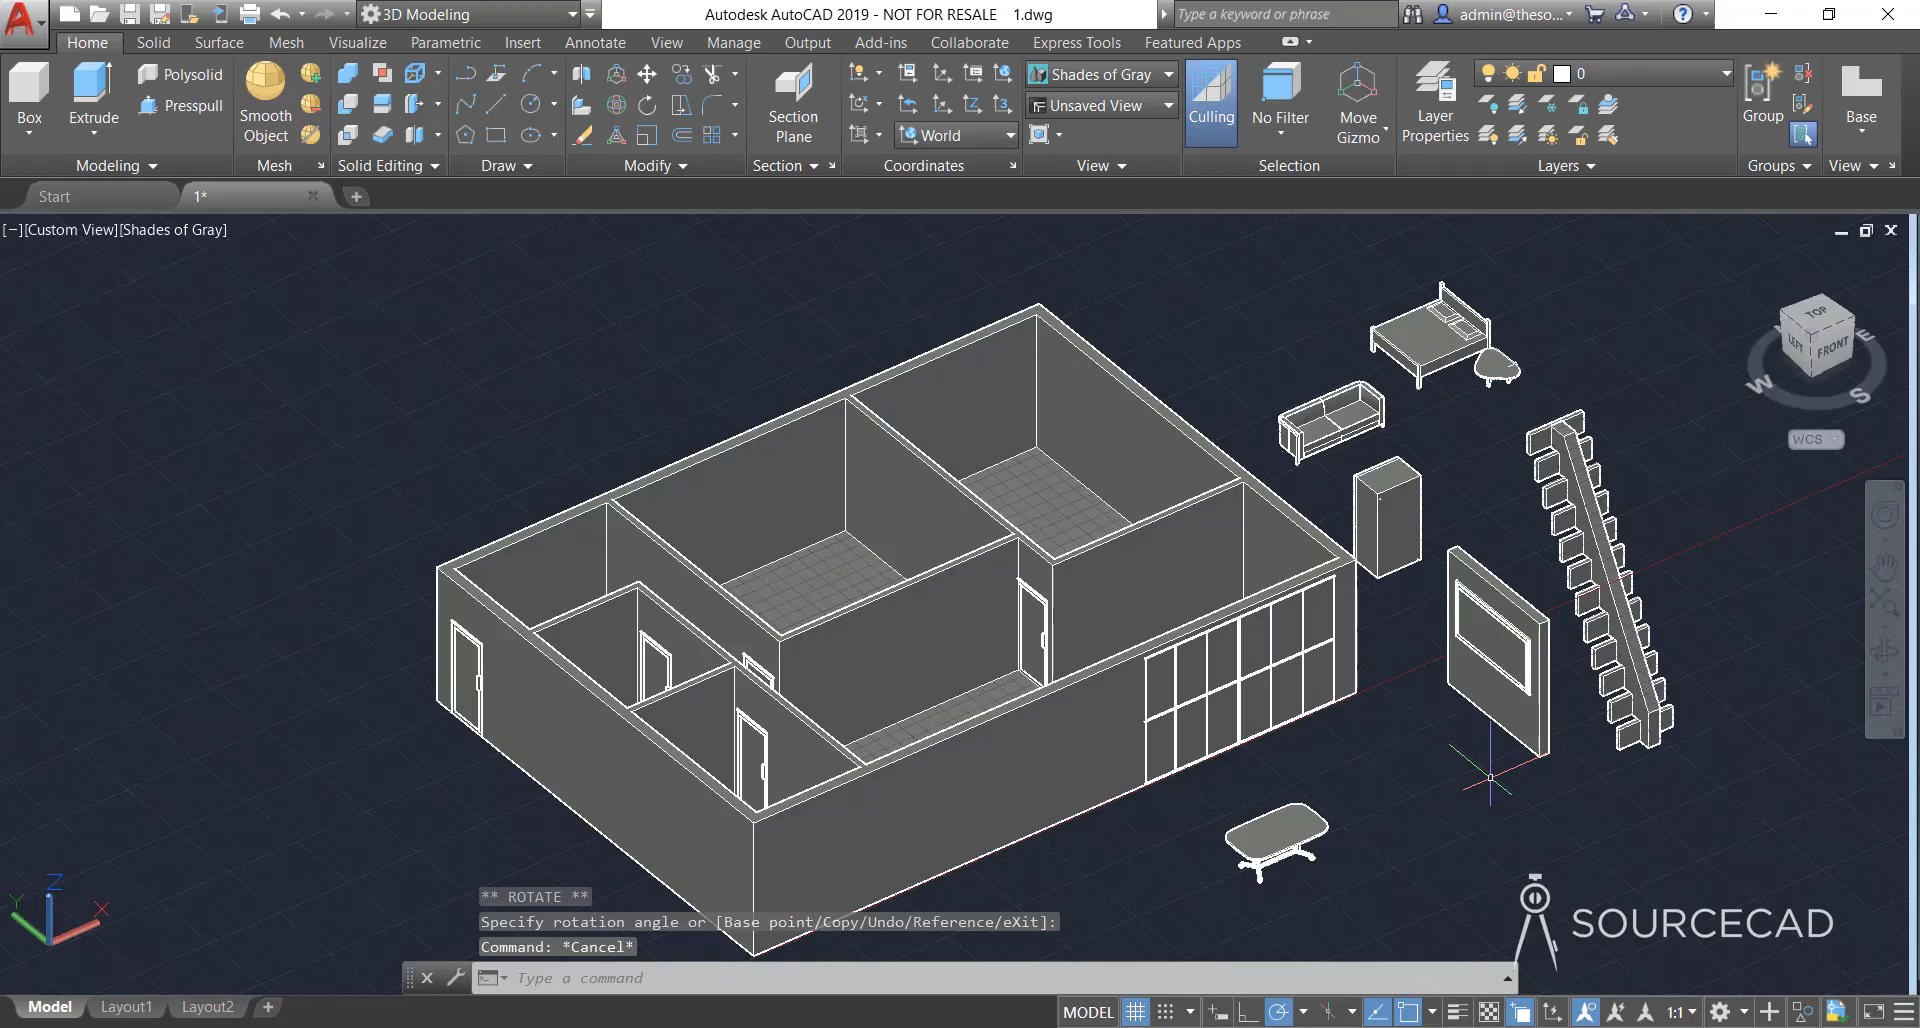 3D Modeling
Autodesk AutoCAD 2019 - NOT FOR RESALE 1.dwg
Type a keyword or phrase
admin@theso...
Home Solid Surface Mesh Visualize Parametric Insert Annotate View Manage Output Add-ins Collaborate Express Tools Featured Apps
Box
Extrude
Polysolid
Presspull
Modeling
Smooth
Object
Mesh
Solid Editing
Draw
Modify
Section
Plane
Section
World
Coordinates
Shades of Gray
Unsaved View
View
Culling
No Filter
Move
Gizmo
Selection
Layer
Properties
0
Layers
Group
Groups
Base
View
Start
1*
[−][Custom View][Shades of Gray]
TOP
LEFT
FRONT
W
S
E
WCS
Z
Y
X
** ROTATE **
Specify rotation angle or [Base point/Copy/Undo/Reference/eXit]:
Command: *Cancel*
Type a command
SOURCECAD
Model Layout1 Layout2
MODEL
1:1